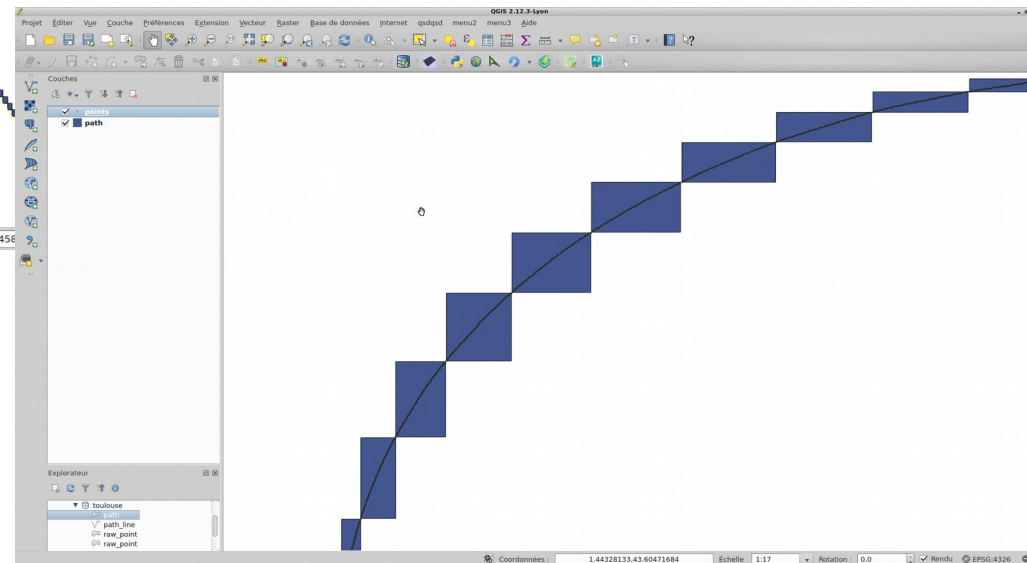 QGIS 2.12.3-Lyon
Projet Éditer Vue Couche Préférences Extension Vecteur Raster Base de données Internet qsdqsd menu2 menu3 Aide
Couches
points
path
458
Explorateur
toulouse
path
path_line
raw_point
raw_point
Coordonnées : 1.44328133,43.60471684 Échelle 1:17 Rotation : 0,0 Rendu EPSG:4326